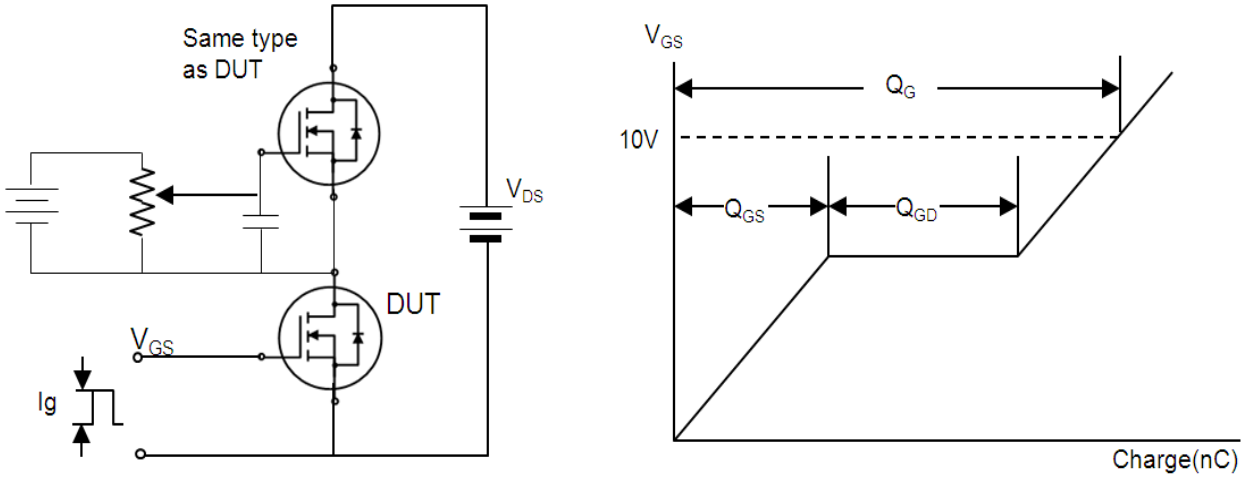 Same type
as DUT
V_DS
DUT
V_GS
Ig
V_GS
Q_G
10V
Q_GS
Q_GD
Charge(nC)